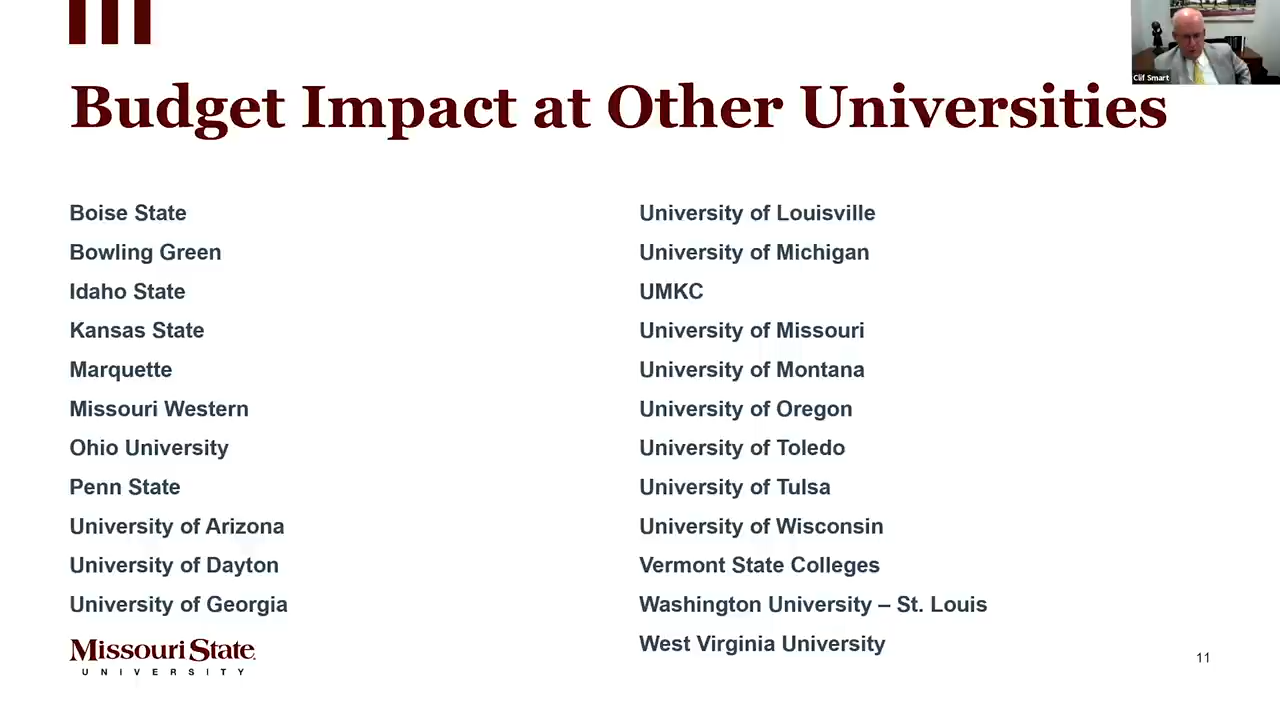 Clif Smart
Budget Impact at Other Universities
Boise State
Bowling Green
Idaho State
Kansas State
Marquette
Missouri Western
Ohio University
Penn State
University of Arizona
University of Dayton
University of Georgia
University of Louisville
University of Michigan
UMKC
University of Missouri
University of Montana
University of Oregon
University of Toledo
University of Tulsa
University of Wisconsin
Vermont State Colleges
Washington University – St. Louis
West Virginia University
Missouri State
UNIVERSITY
11